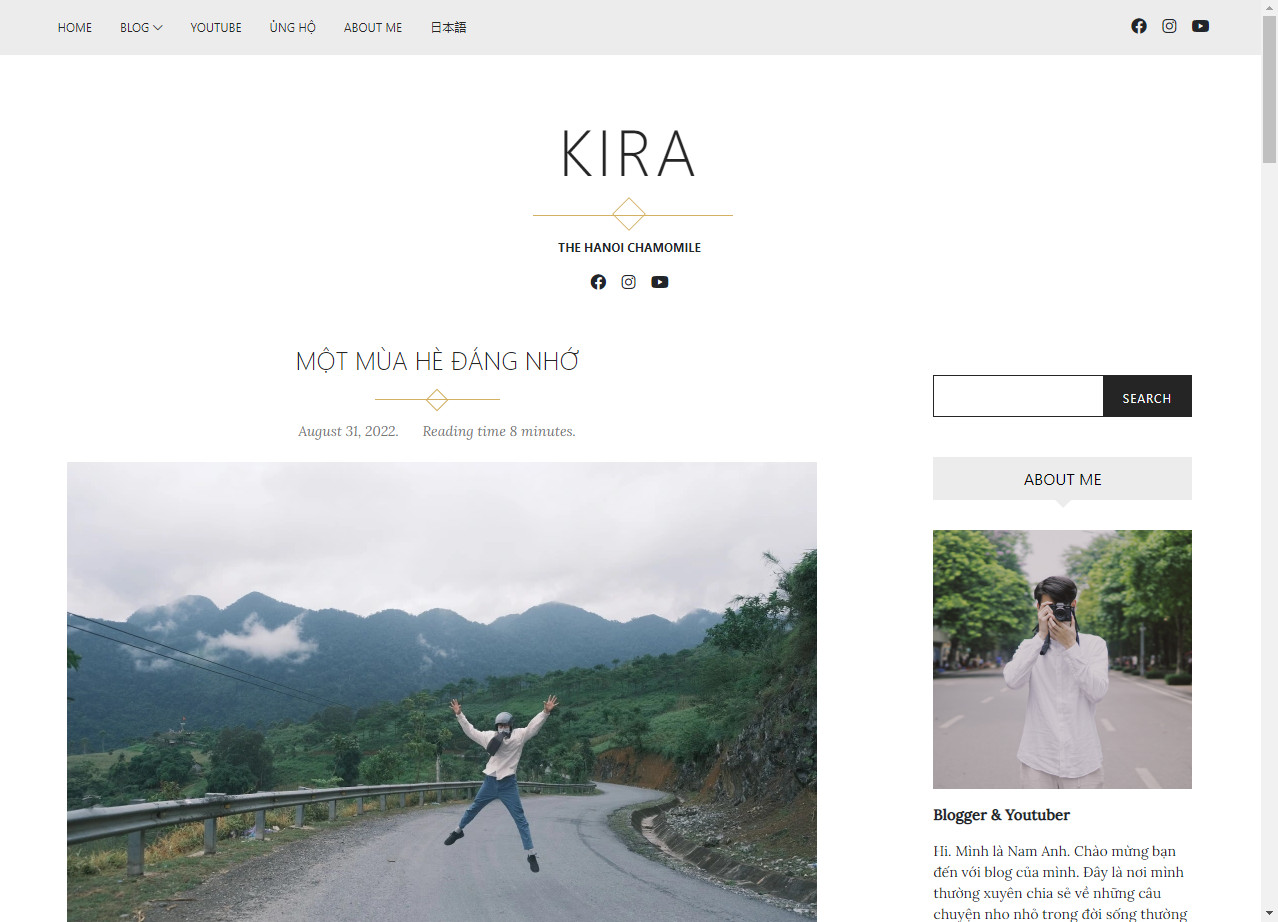 HOME BLOG YOUTUBE ỦNG HỘ ABOUT ME 日本語
KIRA
THE HANOI CHAMOMILE
MỘT MÙA HÈ ĐÁNG NHỚ
August 31, 2022. Reading time 8 minutes.
SEARCH
ABOUT ME
Blogger & Youtuber
Hi. Mình là Nam Anh. Chào mừng bạn
đến với blog của mình. Đây là nơi mình
thường xuyên chia sẻ về những câu
chuyện nho nhỏ trong đời sống thường